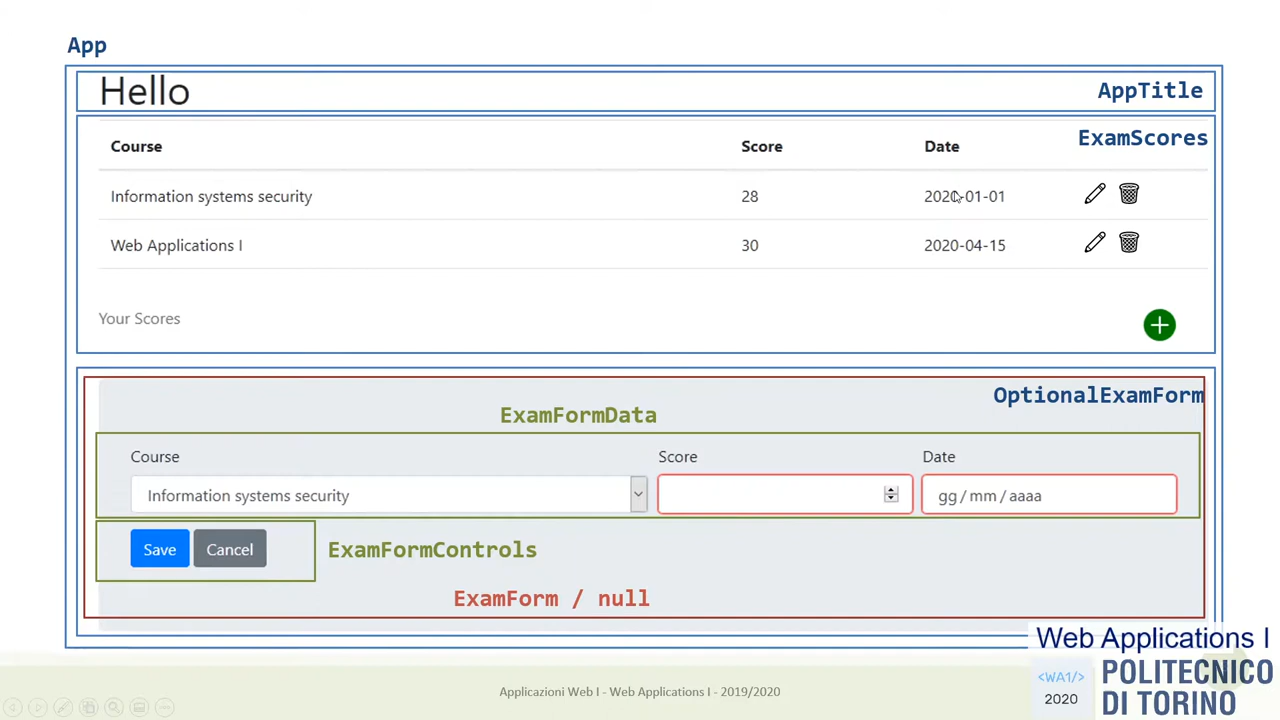 App
Hello
AppTitle
ExamScores
Course Score Date
Information systems security 28 2020-01-01
Web Applications I 30 2020-04-15
Your Scores
OptionalExamForm
ExamFormData
Course Score Date
Information systems security gg/mm/aaaa
Save Cancel
ExamFormControls
ExamForm / null
Web Applications I
<WA1/>
2020
POLITECNICO
DI TORINO
Applicazioni Web I - Web Applications I - 2019/2020